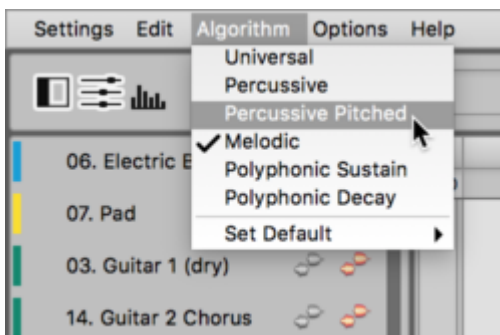 Settings Edit Algorithm Options Help
Universal
Percussive
Percussive Pitched
Melodic
Polyphonic Sustain
Polyphonic Decay
Set Default
06. Electric
07. Pad
03. Guitar 1 (dry)
14. Guitar 2 Chorus